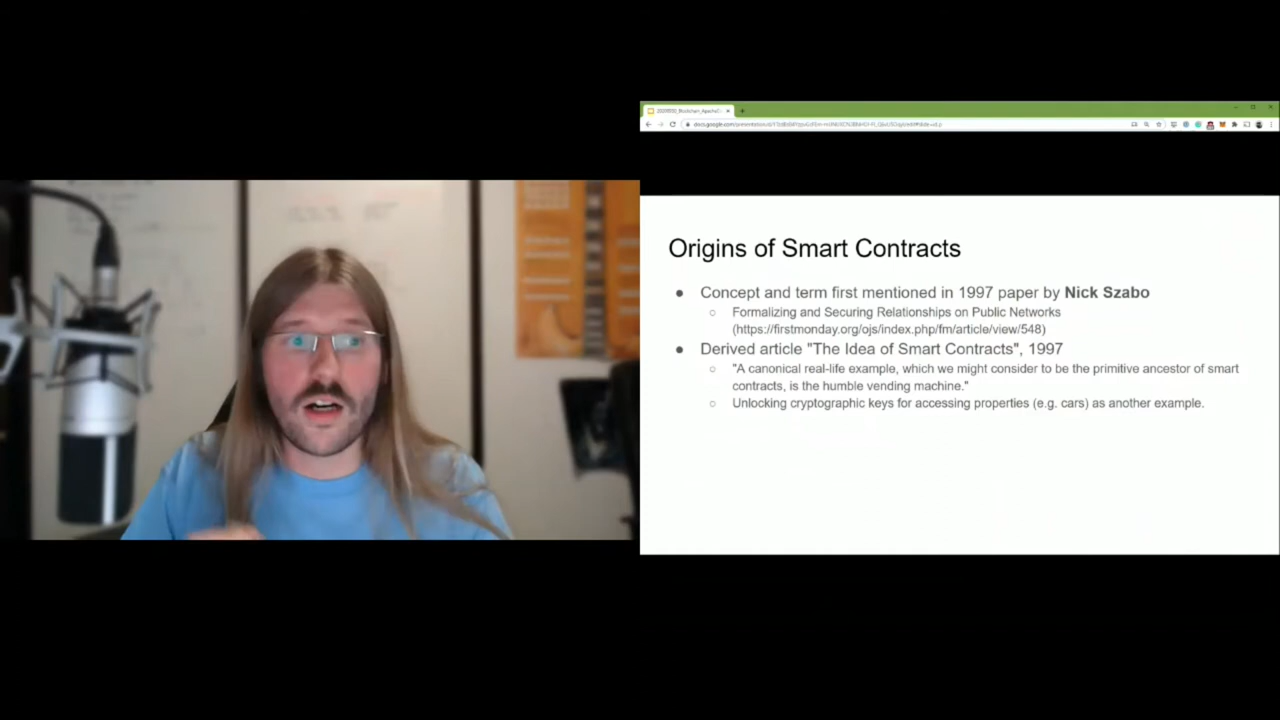 Origins of Smart Contracts
● Concept and term first mentioned in 1997 paper by Nick Szabo
○ Formalizing and Securing Relationships on Public Networks
(https://firstmonday.org/ojs/index.php/fm/article/view/548)
● Derived article "The Idea of Smart Contracts", 1997
○ "A canonical real-life example, which we might consider to be the primitive ancestor of smart
contracts, is the humble vending machine."
○ Unlocking cryptographic keys for accessing properties (e.g. cars) as another example.